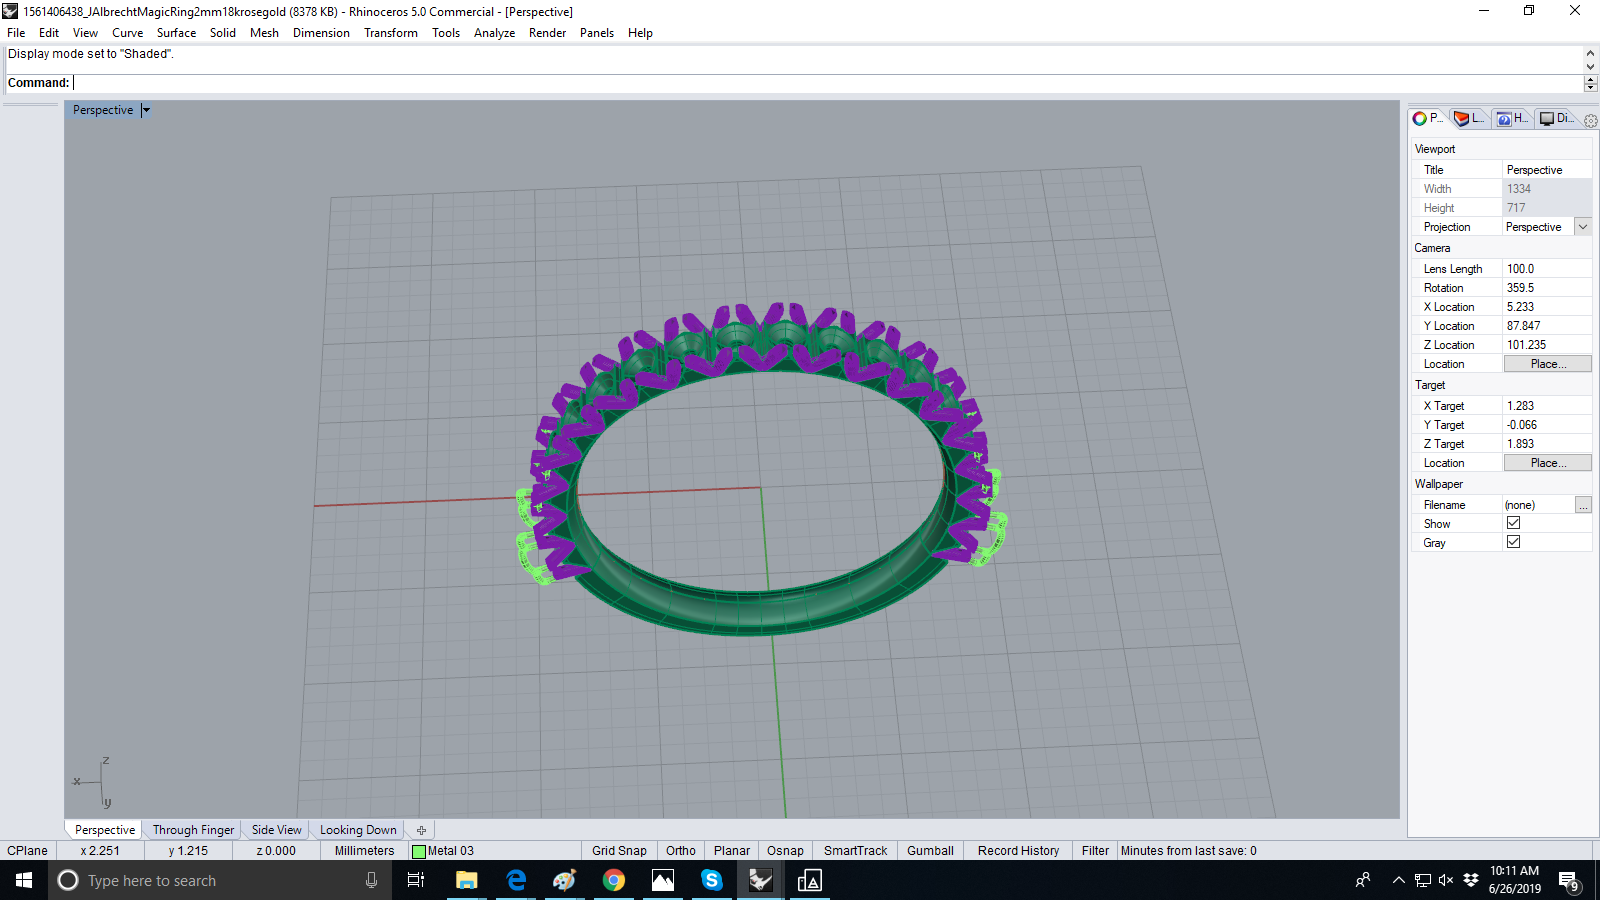 1561406438_JAlbrechtMagicRing2mm18krosegold (8378 KB) - Rhinoceros 5.0 Commercial - [Perspective]
File Edit View Curve Surface Solid Mesh Dimension Transform Tools Analyze Render Panels Help
Display mode set to "Shaded".
Command:
Perspective
P... L... H... Di...
Viewport
Title Perspective
Width 1334
Height 717
Projection Perspective
Camera
Lens Length 100.0
Rotation 359.5
X Location 5.233
Y Location 87.847
Z Location 101.235
Location Place...
Target
X Target 1.283
Y Target -0.066
Z Target 1.893
Location Place...
Wallpaper
Filename (none) ...
Show
Gray
z
x
y
Perspective Through Finger Side View Looking Down
CPlane x 2.251 y 1.215 z 0.000 Millimeters Metal 03 Grid Snap Ortho Planar Osnap SmartTrack Gumball Record History Filter Minutes from last save: 0
Type here to search
10:11 AM
6/26/2019
9